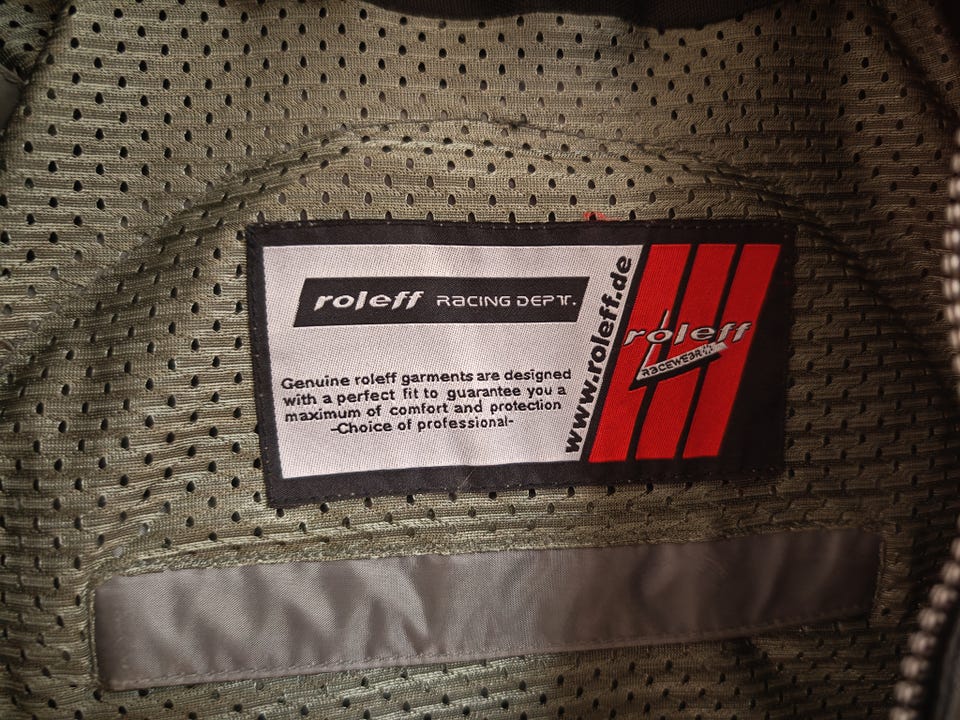 roleff RACING DEPT.
Genuine roleff garments are designed
with a perfect fit to guarantee you a
maximum of comfort and protection
-Choice of professional-
www.roleff.de
roleff
RACEWEAR